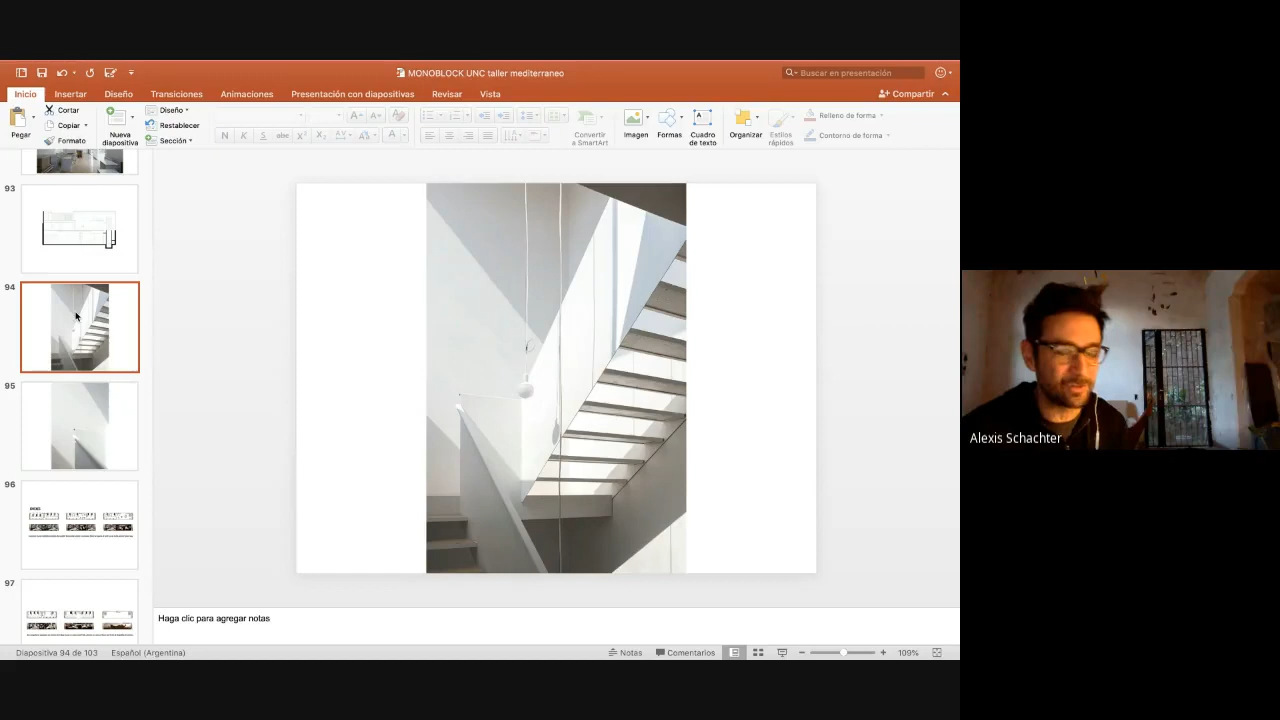 MONOBLOCK UNC taller mediterraneo
Buscar en presentación
Inicio Insertar Diseño Transiciones Animaciones Presentación con diapositivas Revisar Vista Compartir
Pegar
Cortar
Copiar
Formato
Nueva diapositiva
Diseño
Restablecer
Sección
N K S abc X² X₂
Convertir a SmartArt
Imagen
Formas
Cuadro de texto
Organizar
Estilos rápidos
Relleno de forma
Contorno de forma
93
94
95
96
97
Alexis Schachter
Haga clic para agregar notas
Diapositiva 94 de 103 Español (Argentina) Notas Comentarios 109%